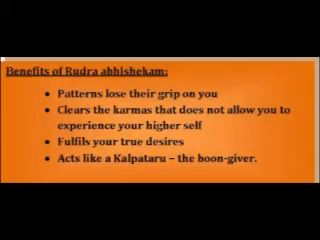 Benefits of Rudra abhishekam:
• Patterns lose their grip on you
• Clears the karmas that does not allow you to
experience your higher self
• Fulfils your true desires
• Acts like a Kalpataru – the boon-giver.